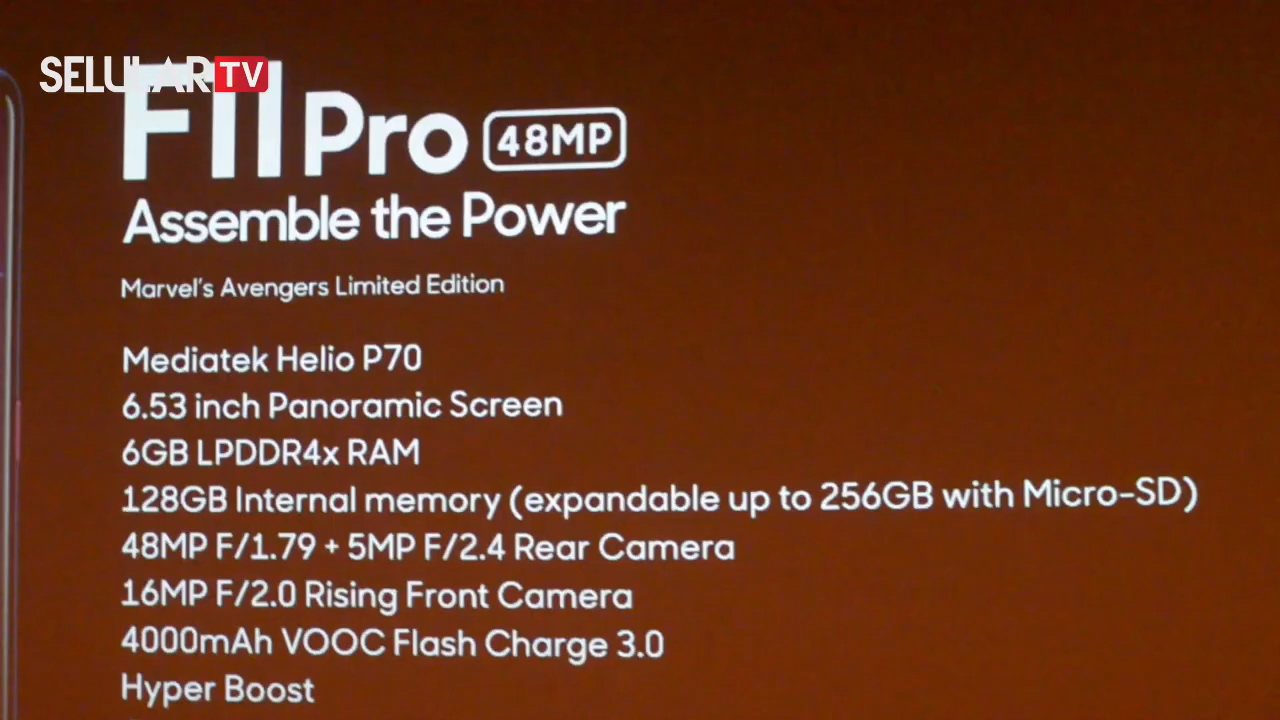 SELULAR TV
F11 Pro 48MP
Assemble the Power
Marvel's Avengers Limited Edition
Mediatek Helio P70
6.53 inch Panoramic Screen
6GB LPDDR4x RAM
128GB Internal memory (expandable up to 256GB with Micro-SD)
48MP F/1.79 + 5MP F/2.4 Rear Camera
16MP F/2.0 Rising Front Camera
4000mAh VOOC Flash Charge 3.0
Hyper Boost